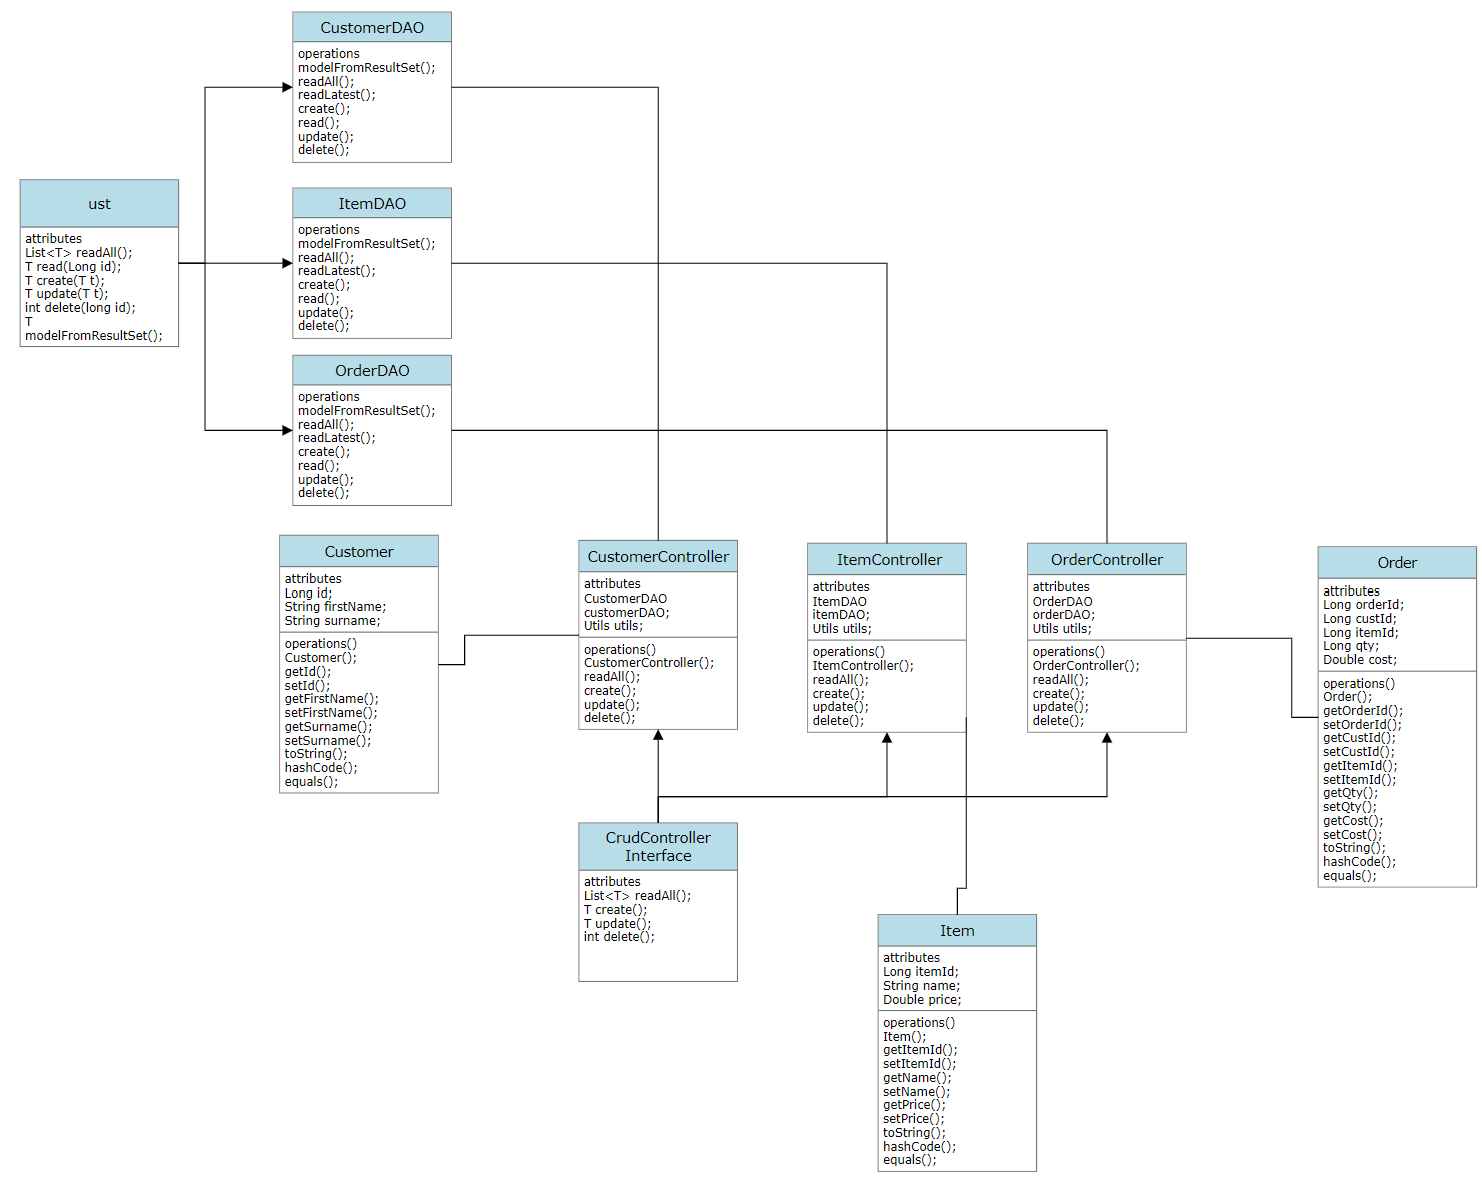 CustomerDAO
operations
modelFromResultSet();
readAll();
readLatest();
create();
read();
update();
delete();
ust
attributes
List<T> readAll();
T read(Long id);
T create(T t);
T update(T t);
int delete(long id);
T
modelFromResultSet();
ItemDAO
operations
modelFromResultSet();
readAll();
readLatest();
create();
read();
update();
delete();
OrderDAO
operations
modelFromResultSet();
readAll();
readLatest();
create();
read();
update();
delete();
Customer
attributes
Long id;
String firstName;
String surname;
operations()
Customer();
getId();
setId();
getFirstName();
setFirstName();
getSurname();
setSurname();
toString();
hashCode();
equals();
CustomerController
attributes
CustomerDAO
customerDAO;
Utils utils;
operations()
CustomerController();
readAll();
create();
update();
delete();
ItemController
attributes
ItemDAO
itemDAO;
Utils utils;
operations()
ItemController();
readAll();
create();
update();
delete();
OrderController
attributes
OrderDAO
orderDAO;
Utils utils;
operations()
OrderController();
readAll();
create();
update();
delete();
Order
attributes
Long orderId;
Long custId;
Long itemId;
Long qty;
Double cost;
operations()
Order();
getOrderId();
setOrderId();
getCustId();
setCustId();
getItemId();
setItemId();
getQty();
setQty();
getCost();
setCost();
toString();
hashCode();
equals();
CrudController
Interface
attributes
List<T> readAll();
T create();
T update();
int delete();
Item
attributes
Long itemId;
String name;
Double price;
operations()
Item();
getItemId();
setItemId();
getName();
setName();
getPrice();
setPrice();
toString();
hashCode();
equals();